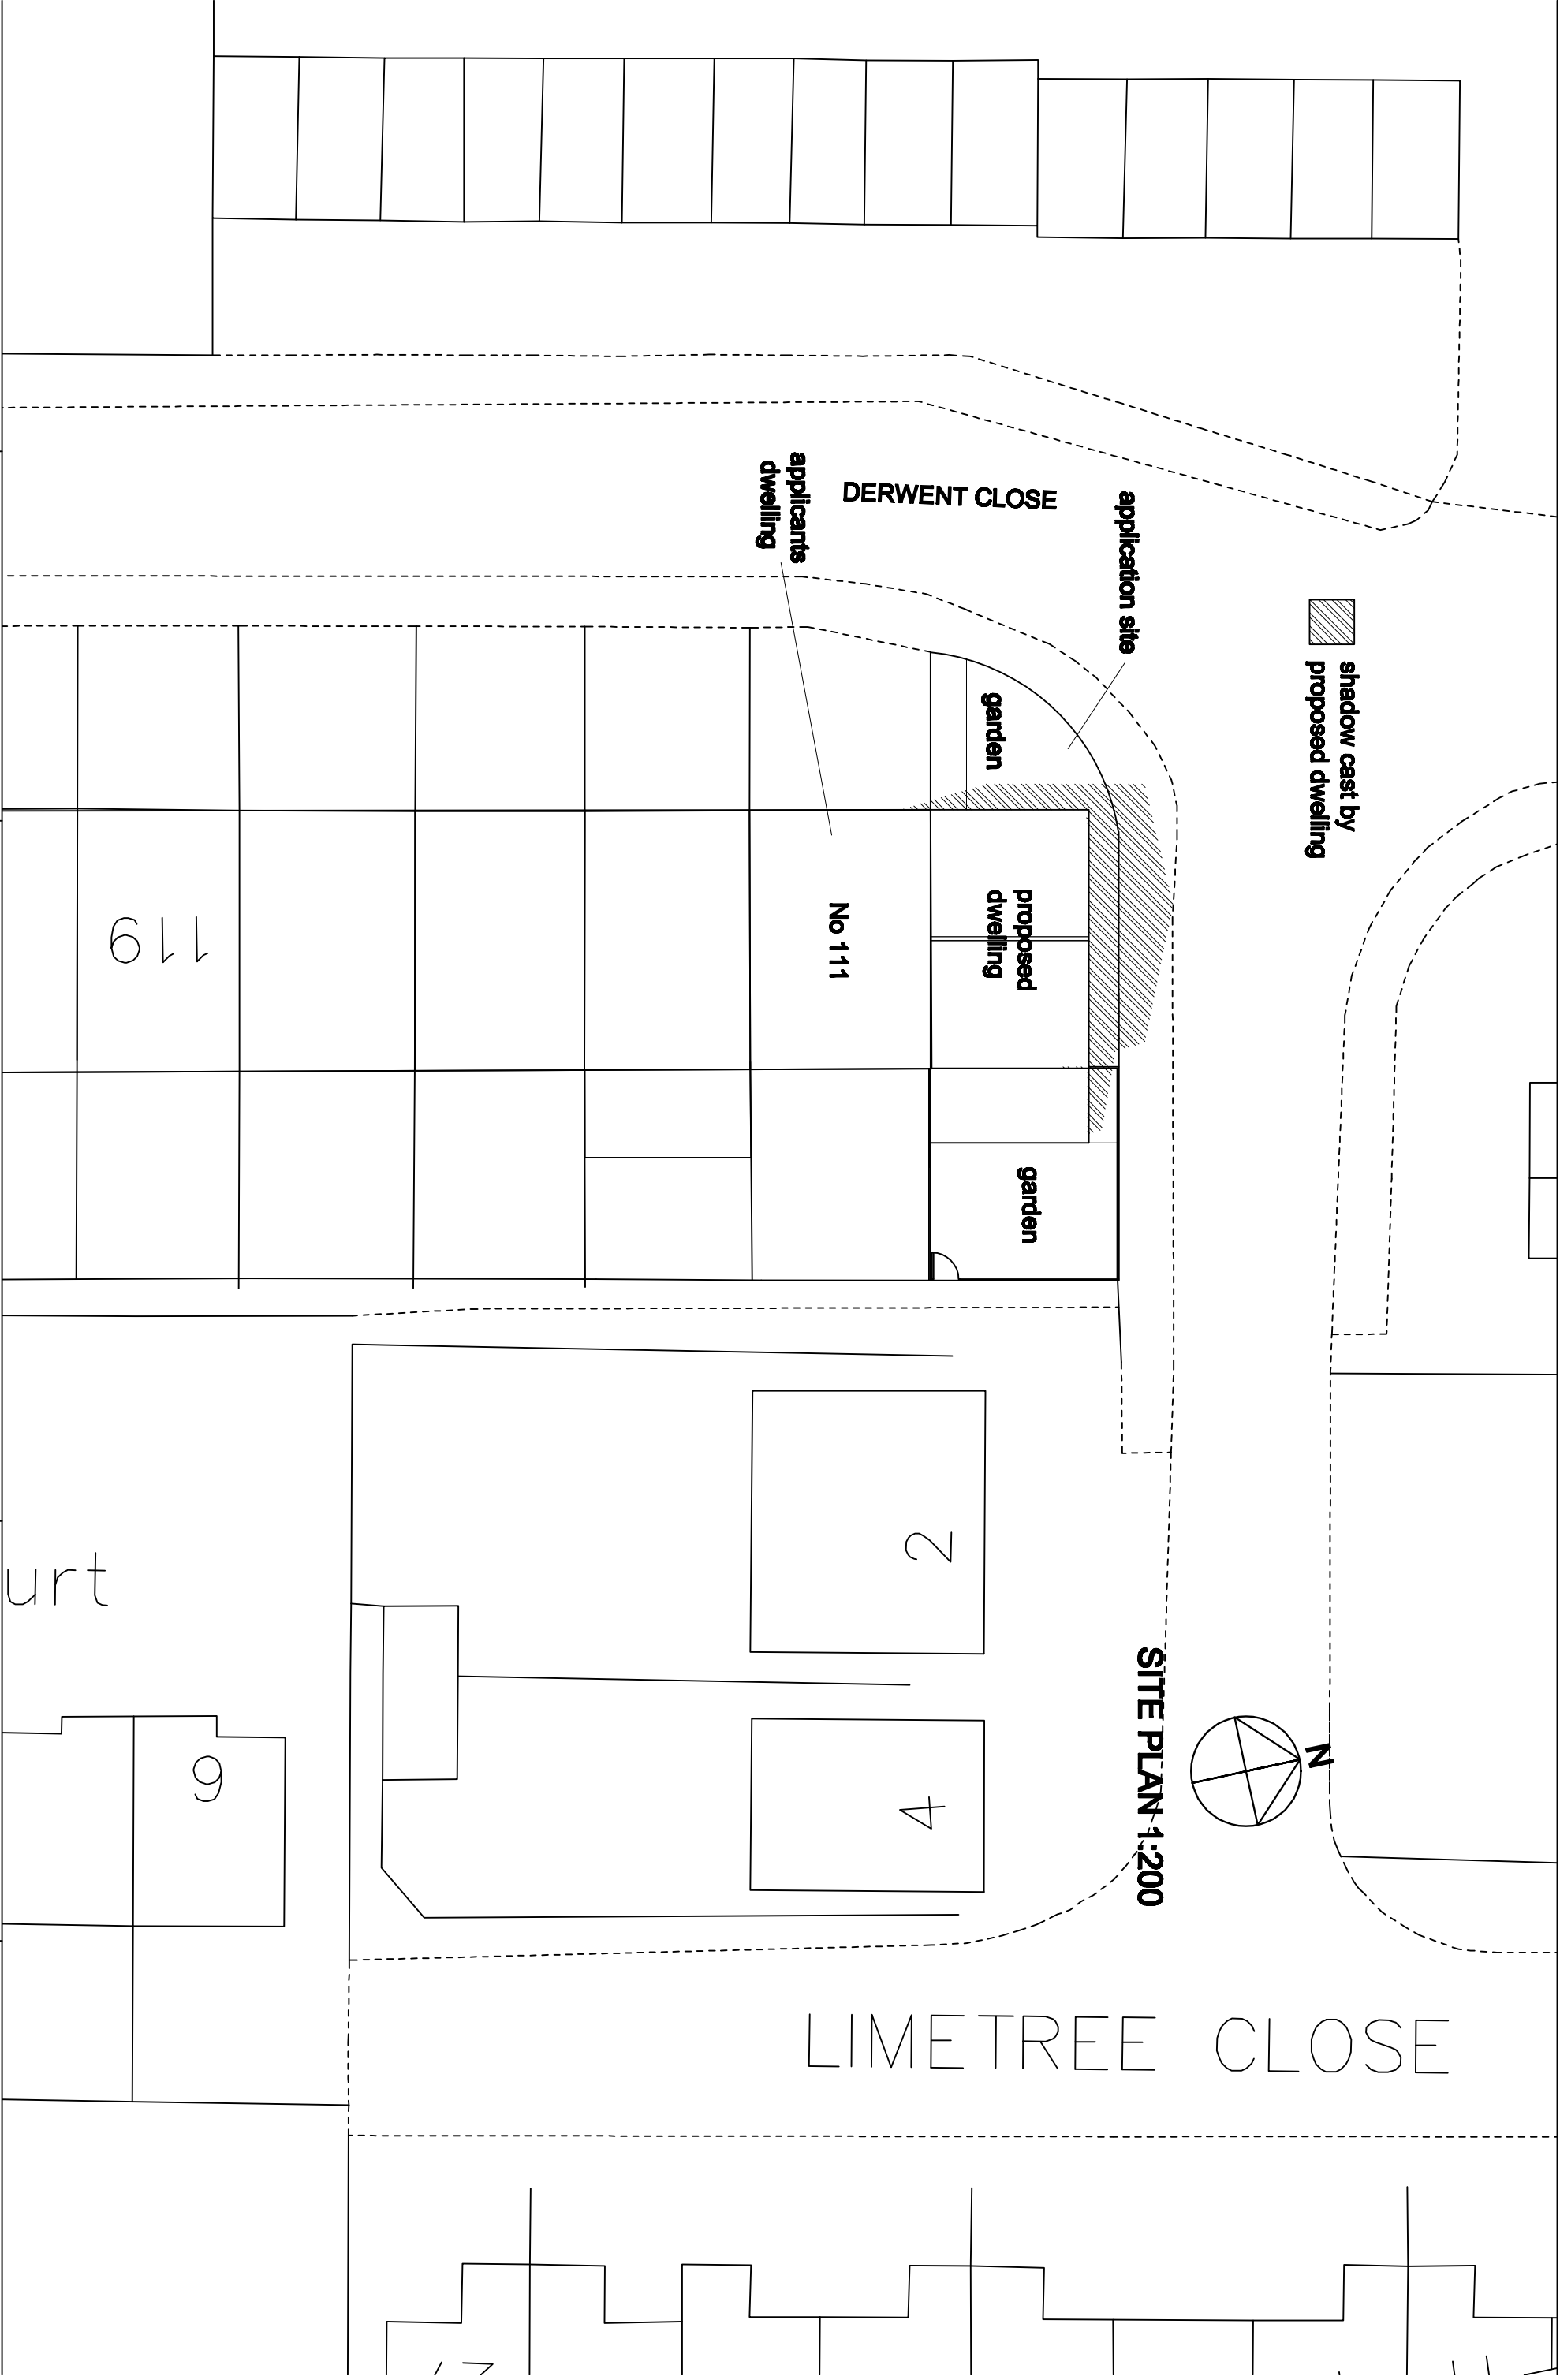 applicants
dwelling
DERWENT CLOSE
application site
shadow cast by
proposed dwelling
garden
119
No 111
proposed
dwelling
garden
2
urt
SITE PLAN 1:200
N
9
4
LIMETREE CLOSE